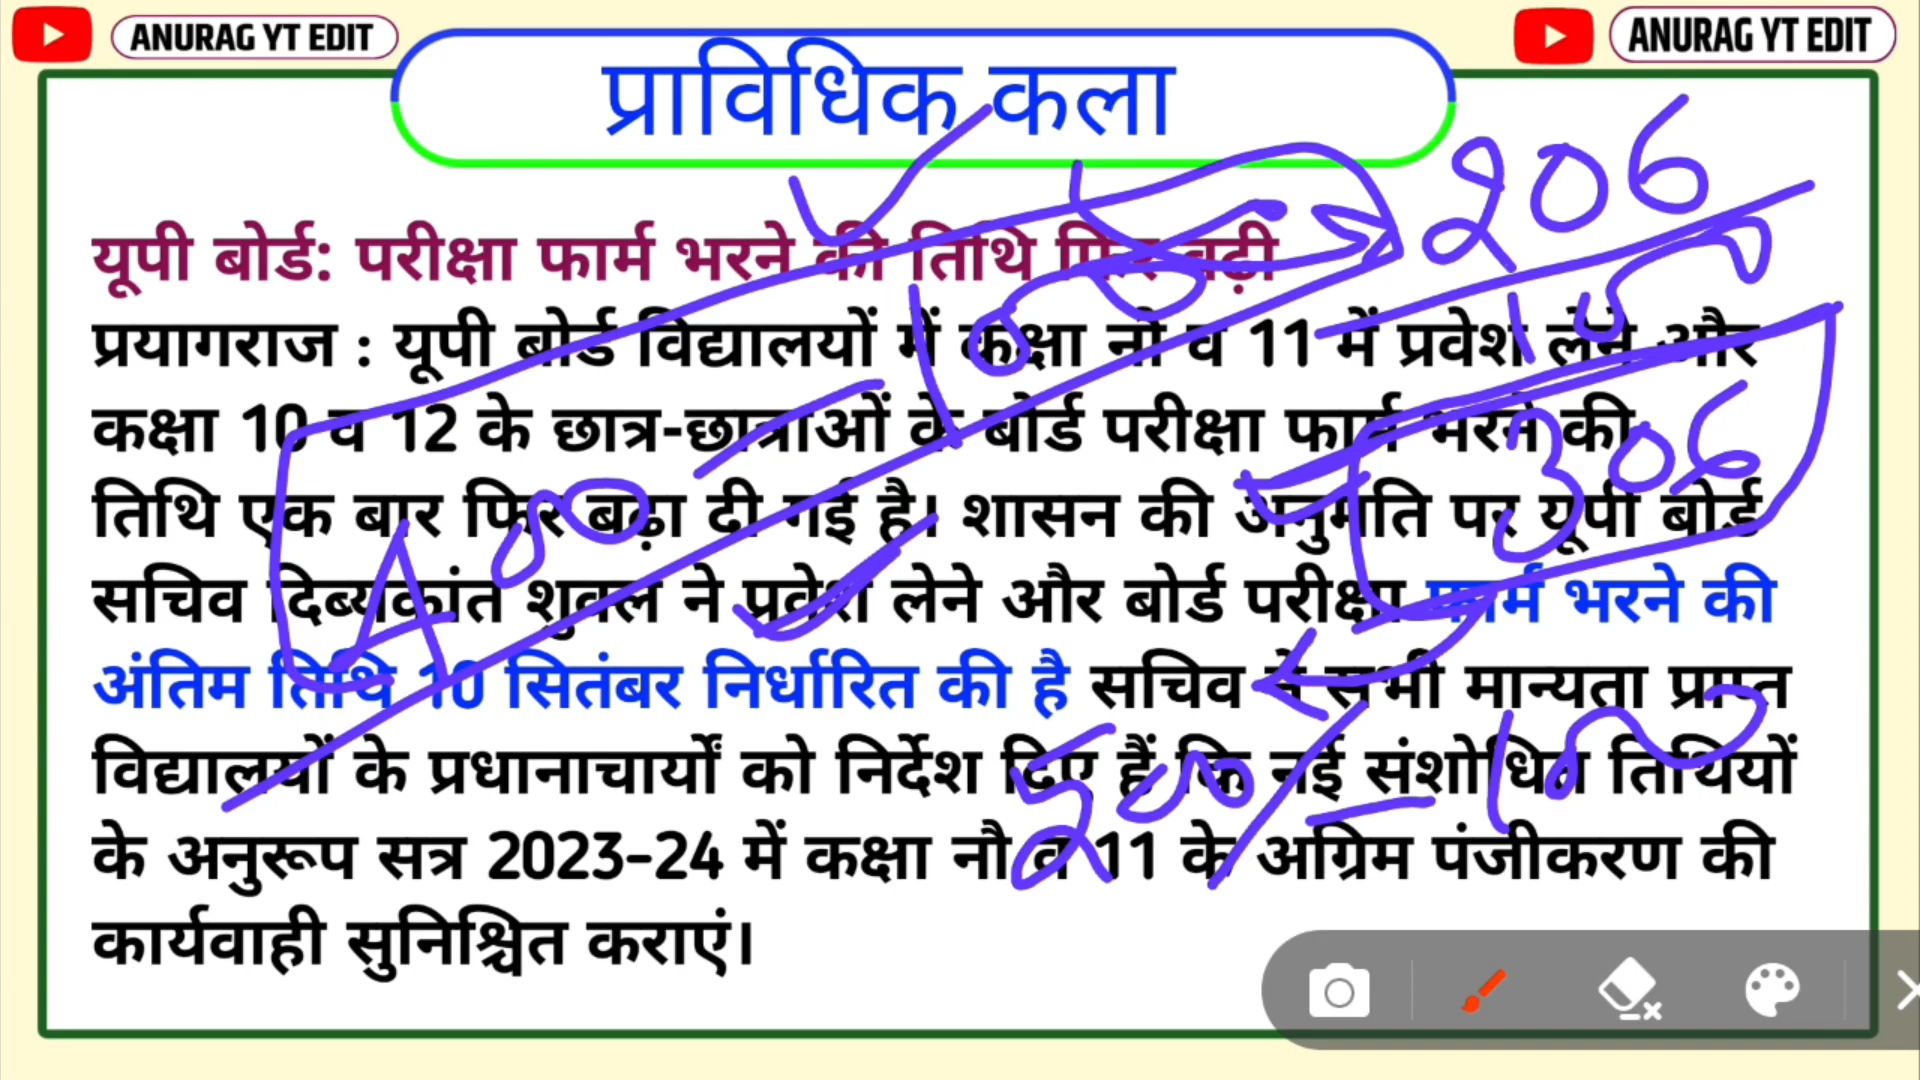 ANURAG YT EDIT
ANURAG YT EDIT
प्राविधिक कला
यूपी बोर्ड: परीक्षा फार्म भरने की तिथि फिर बढ़ी
प्रयागराज : यूपी बोर्ड विद्यालयों में कक्षा नौ व 11 में प्रवेश लेने और
कक्षा 10 व 12 के छात्र-छात्राओं के बोर्ड परीक्षा फार्म भरने की
तिथि एक बार फिर बढ़ा दी गई है। शासन की अनुमति पर यूपी बोर्ड
सचिव दिब्यकांत शुक्ल ने प्रवेश लेने और बोर्ड परीक्षा फार्म भरने की
अंतिम तिथि 10 सितंबर निर्धारित की है सचिव ने सभी मान्यता प्राप्त
विद्यालयों के प्रधानाचार्यों को निर्देश दिए हैं कि नई संशोधित तिथियों
के अनुरूप सत्र 2023-24 में कक्षा नौ व 11 के अग्रिम पंजीकरण की
कार्यवाही सुनिश्चित कराएं।
206
306